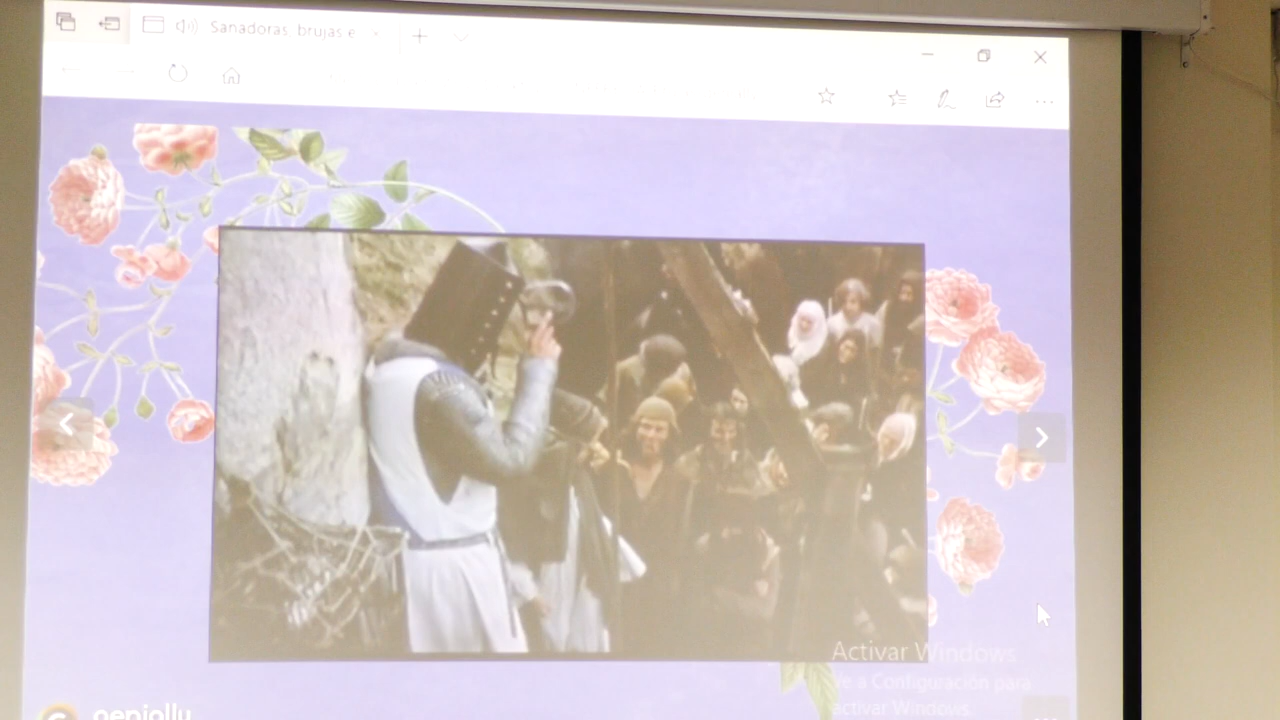 Sanadoras, brujas e
Activar Windows
Ve a Configuración para
activar Windows.
genially